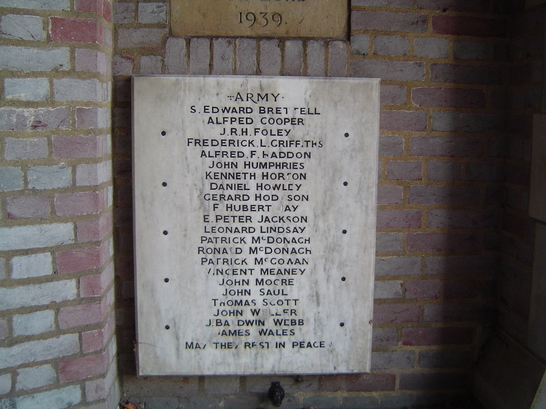 1939.
ARMY
S. EDWARD BRETTELL
ALFRED COOPER
J.R.H. FOLEY
FREDERICK. L. GRIFFITHS
ALFRED. F. HADDON
JOHN HUMPHRIES
KENNETH HORTON
DANIEL HOWLEY
GERARD HODSON
F HUBERT
E. PETER JACKSON
LEONARD LINDSAY
PATRICK McDONAGH
RONALD McDONAGH
PATRICK McGOWAN
VINCENT MEANEY
JOHN MOORE
JOHN SAUL
THOMAS SCOTT
JOHN WELLER
J. BALDWIN WEBB
JAMES WALES
MAY THEY REST IN PEACE